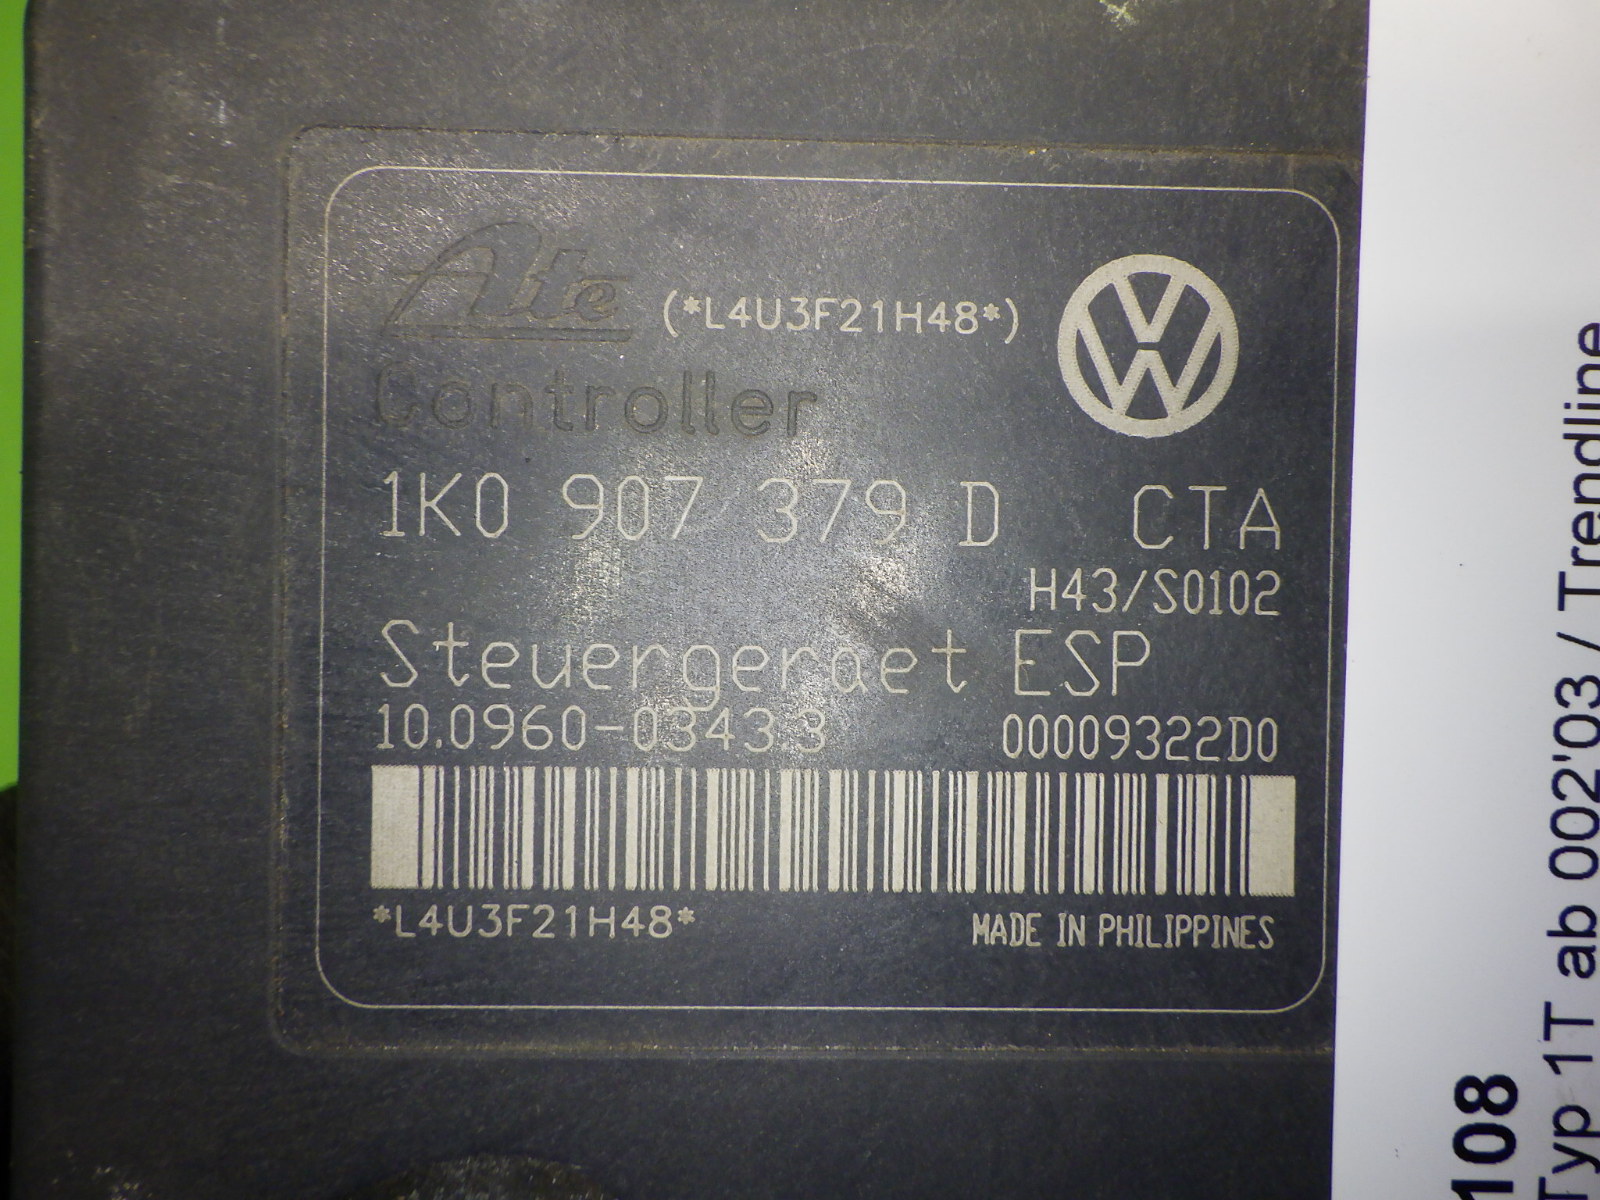 Ate
(*L4U3F21H48*)
Controller
1K0 907 379 D CTA
H43/S0102
Steuergeraet ESP
10.0960-0343.3 00009322D0
*L4U3F21H48*
MADE IN PHILIPPINES
108
Typ 1T ab 002'03 / Trendline